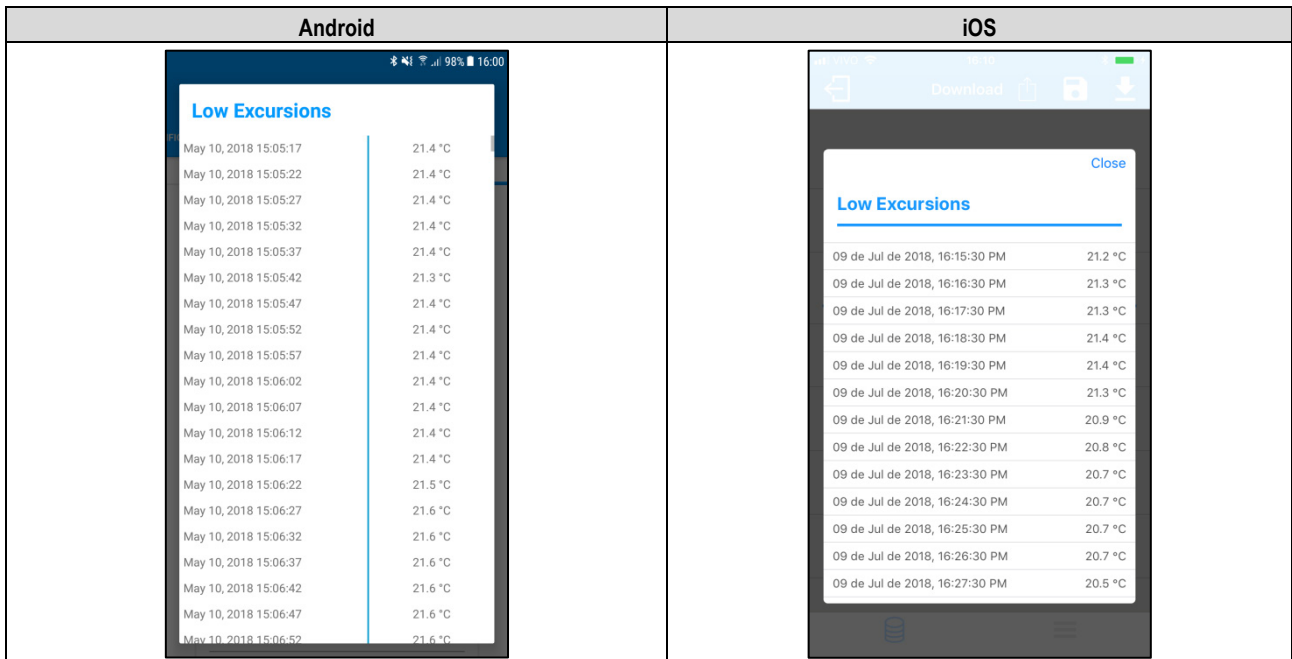 Android
iOS
98% 16:00
Low Excursions
May 10, 2018 15:05:17 21.4 °C
May 10, 2018 15:05:22 21.4 °C
May 10, 2018 15:05:27 21.4 °C
May 10, 2018 15:05:32 21.4 °C
May 10, 2018 15:05:37 21.4 °C
May 10, 2018 15:05:42 21.3 °C
May 10, 2018 15:05:47 21.4 °C
May 10, 2018 15:05:52 21.4 °C
May 10, 2018 15:05:57 21.4 °C
May 10, 2018 15:06:02 21.4 °C
May 10, 2018 15:06:07 21.4 °C
May 10, 2018 15:06:12 21.4 °C
May 10, 2018 15:06:17 21.4 °C
May 10, 2018 15:06:22 21.5 °C
May 10, 2018 15:06:27 21.6 °C
May 10, 2018 15:06:32 21.6 °C
May 10, 2018 15:06:37 21.6 °C
May 10, 2018 15:06:42 21.6 °C
May 10, 2018 15:06:47 21.6 °C
May 10, 2018 15:06:52 21.6 °C
Download
Close
Low Excursions
09 de Jul de 2018, 16:15:30 PM 21.2 °C
09 de Jul de 2018, 16:16:30 PM 21.3 °C
09 de Jul de 2018, 16:17:30 PM 21.3 °C
09 de Jul de 2018, 16:18:30 PM 21.4 °C
09 de Jul de 2018, 16:19:30 PM 21.4 °C
09 de Jul de 2018, 16:20:30 PM 21.3 °C
09 de Jul de 2018, 16:21:30 PM 20.9 °C
09 de Jul de 2018, 16:22:30 PM 20.8 °C
09 de Jul de 2018, 16:23:30 PM 20.7 °C
09 de Jul de 2018, 16:24:30 PM 20.7 °C
09 de Jul de 2018, 16:25:30 PM 20.7 °C
09 de Jul de 2018, 16:26:30 PM 20.7 °C
09 de Jul de 2018, 16:27:30 PM 20.5 °C